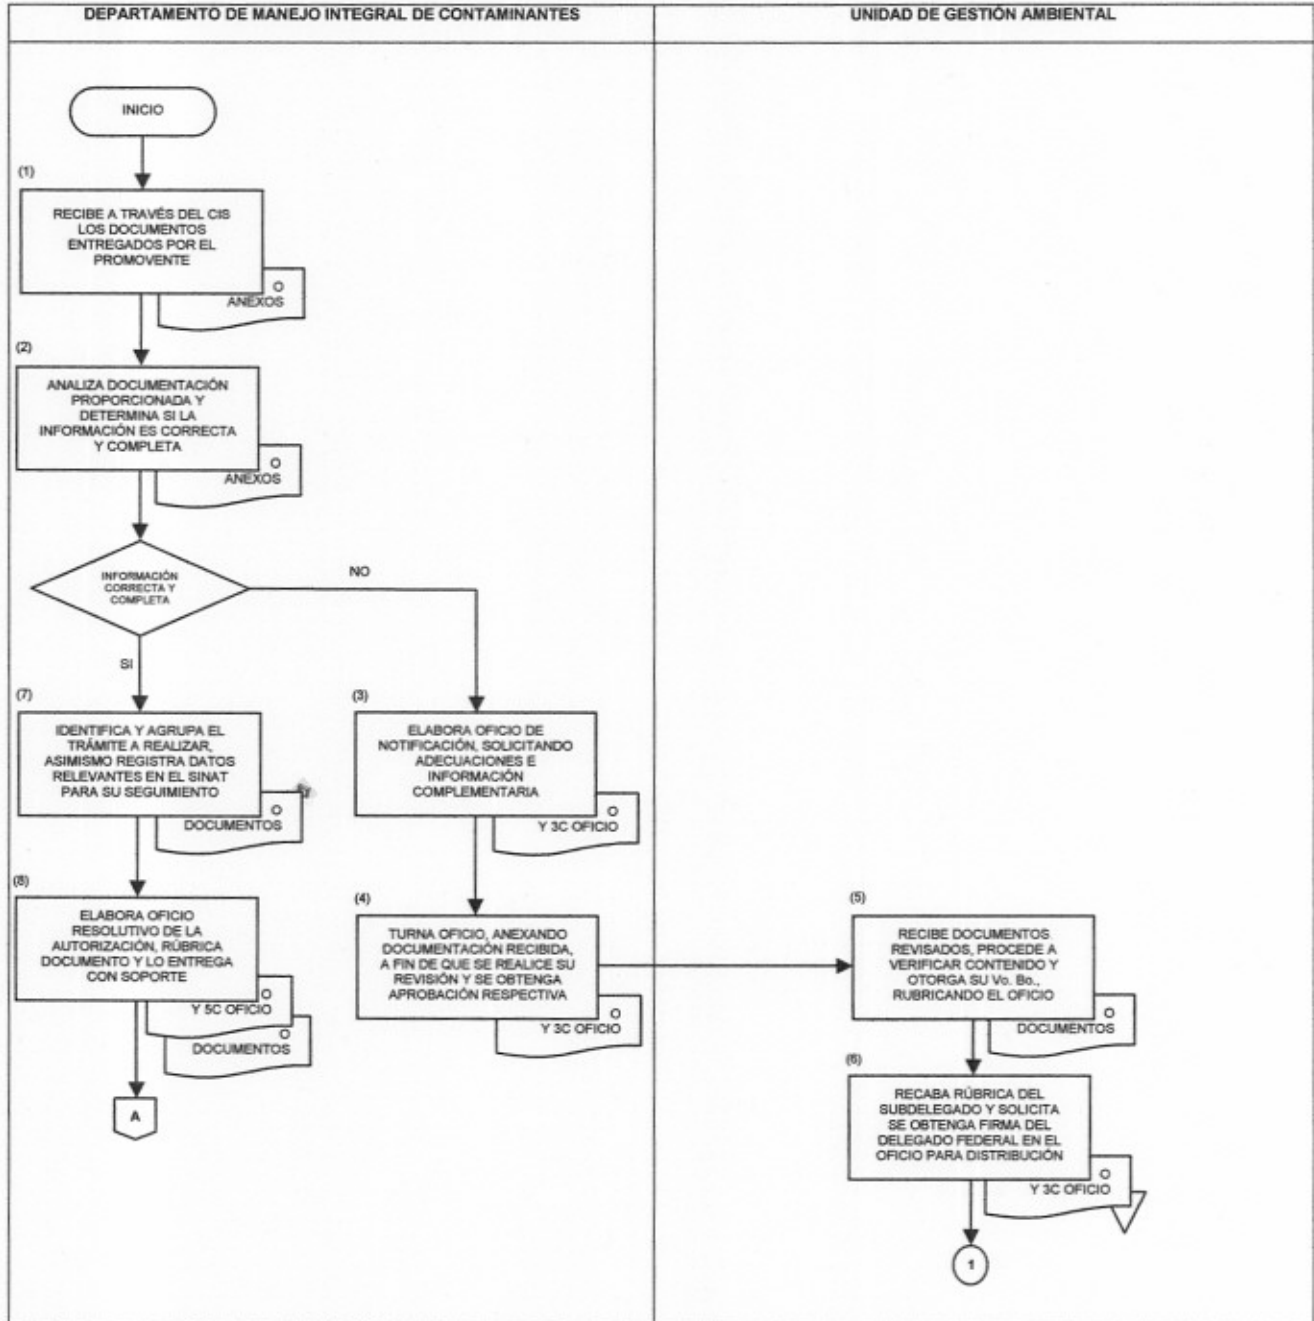 DEPARTAMENTO DE MANEJO INTEGRAL DE CONTAMINANTES
UNIDAD DE GESTIÓN AMBIENTAL
INICIO
(1)
RECIBE A TRAVÉS DEL CIS
LOS DOCUMENTOS
ENTREGADOS POR EL
PROMOVENTE
O
ANEXOS
(2)
ANALIZA DOCUMENTACIÓN
PROPORCIONADA Y
DETERMINA SI LA
INFORMACIÓN ES CORRECTA
Y COMPLETA
O
ANEXOS
INFORMACIÓN
CORRECTA Y
COMPLETA
NO
SI
(7)
IDENTIFICA Y AGRUPA EL
TRÁMITE A REALIZAR,
ASIMISMO REGISTRA DATOS
RELEVANTES EN EL SINAT
PARA SU SEGUIMIENTO
O
DOCUMENTOS
(3)
ELABORA OFICIO DE
NOTIFICACIÓN, SOLICITANDO
ADECUACIONES E
INFORMACIÓN
COMPLEMENTARIA
O
Y 3C OFICIO
(8)
ELABORA OFICIO
RESOLUTIVO DE LA
AUTORIZACIÓN, RÚBRICA
DOCUMENTO Y LO ENTREGA
CON SOPORTE
O
Y 5C OFICIO
O
DOCUMENTOS
A
(4)
TURNA OFICIO, ANEXANDO
DOCUMENTACIÓN RECIBIDA,
A FIN DE QUE SE REALICE SU
REVISIÓN Y SE OBTENGA
APROBACIÓN RESPECTIVA
O
Y 3C OFICIO
(5)
RECIBE DOCUMENTOS
REVISADOS, PROCEDE A
VERIFICAR CONTENIDO Y
OTORGA SU Vo. Bo.,
RUBRICANDO EL OFICIO
O
DOCUMENTOS
(6)
RECABA RÚBRICA DEL
SUBDELEGADO Y SOLICITA
SE OBTENGA FIRMA DEL
DELEGADO FEDERAL EN EL
OFICIO PARA DISTRIBUCIÓN
O
Y 3C OFICIO
1